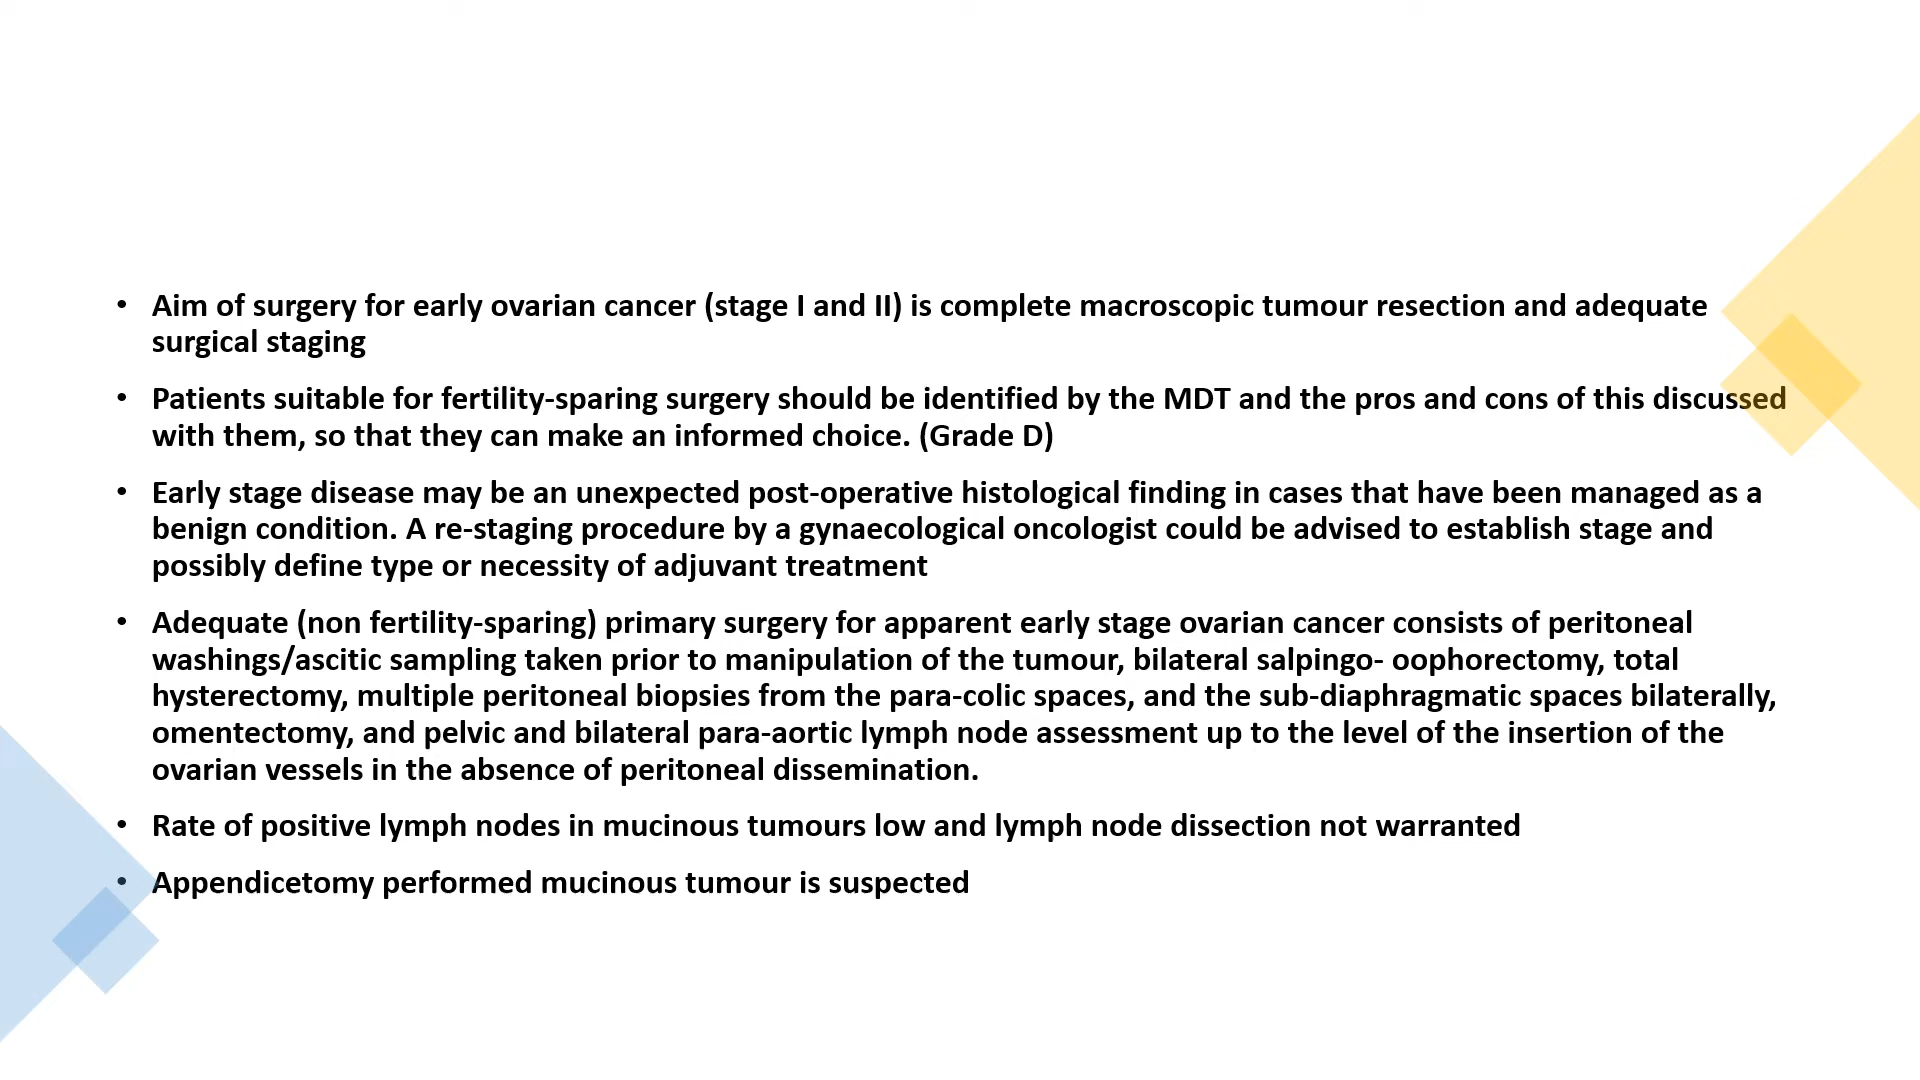 • Aim of surgery for early ovarian cancer (stage I and II) is complete macroscopic tumour resection and adequate
surgical staging
• Patients suitable for fertility-sparing surgery should be identified by the MDT and the pros and cons of this discussed
with them, so that they can make an informed choice. (Grade D)
• Early stage disease may be an unexpected post-operative histological finding in cases that have been managed as a
benign condition. A re-staging procedure by a gynaecological oncologist could be advised to establish stage and
possibly define type or necessity of adjuvant treatment
• Adequate (non fertility-sparing) primary surgery for apparent early stage ovarian cancer consists of peritoneal
washings/ascitic sampling taken prior to manipulation of the tumour, bilateral salpingo- oophorectomy, total
hysterectomy, multiple peritoneal biopsies from the para-colic spaces, and the sub-diaphragmatic spaces bilaterally,
omentectomy, and pelvic and bilateral para-aortic lymph node assessment up to the level of the insertion of the
ovarian vessels in the absence of peritoneal dissemination.
• Rate of positive lymph nodes in mucinous tumours low and lymph node dissection not warranted
• Appendicetomy performed mucinous tumour is suspected